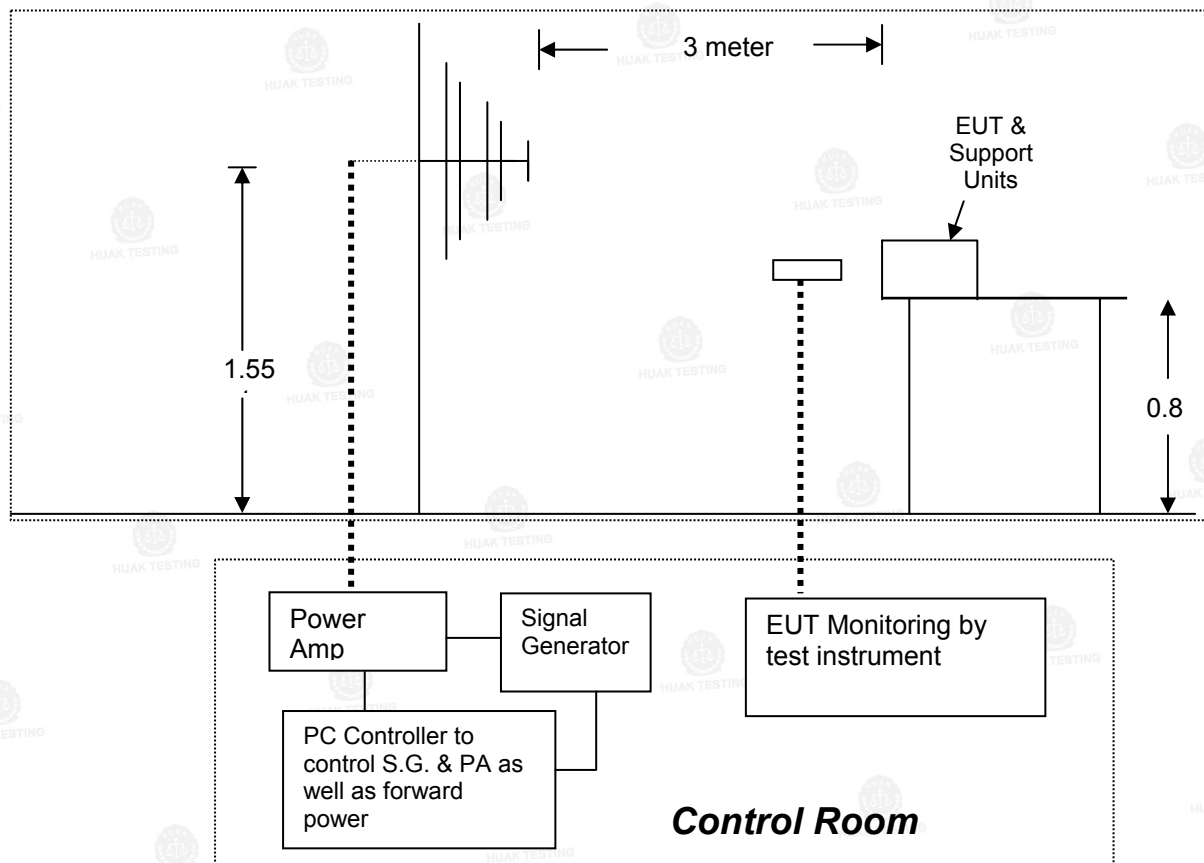 3 meter
EUT &
Support
Units
1.55
0.8
Power
Amp
Signal
Generator
EUT Monitoring by
test instrument
PC Controller to
control S.G. & PA as
well as forward
power
Control Room
HUAK TESTING